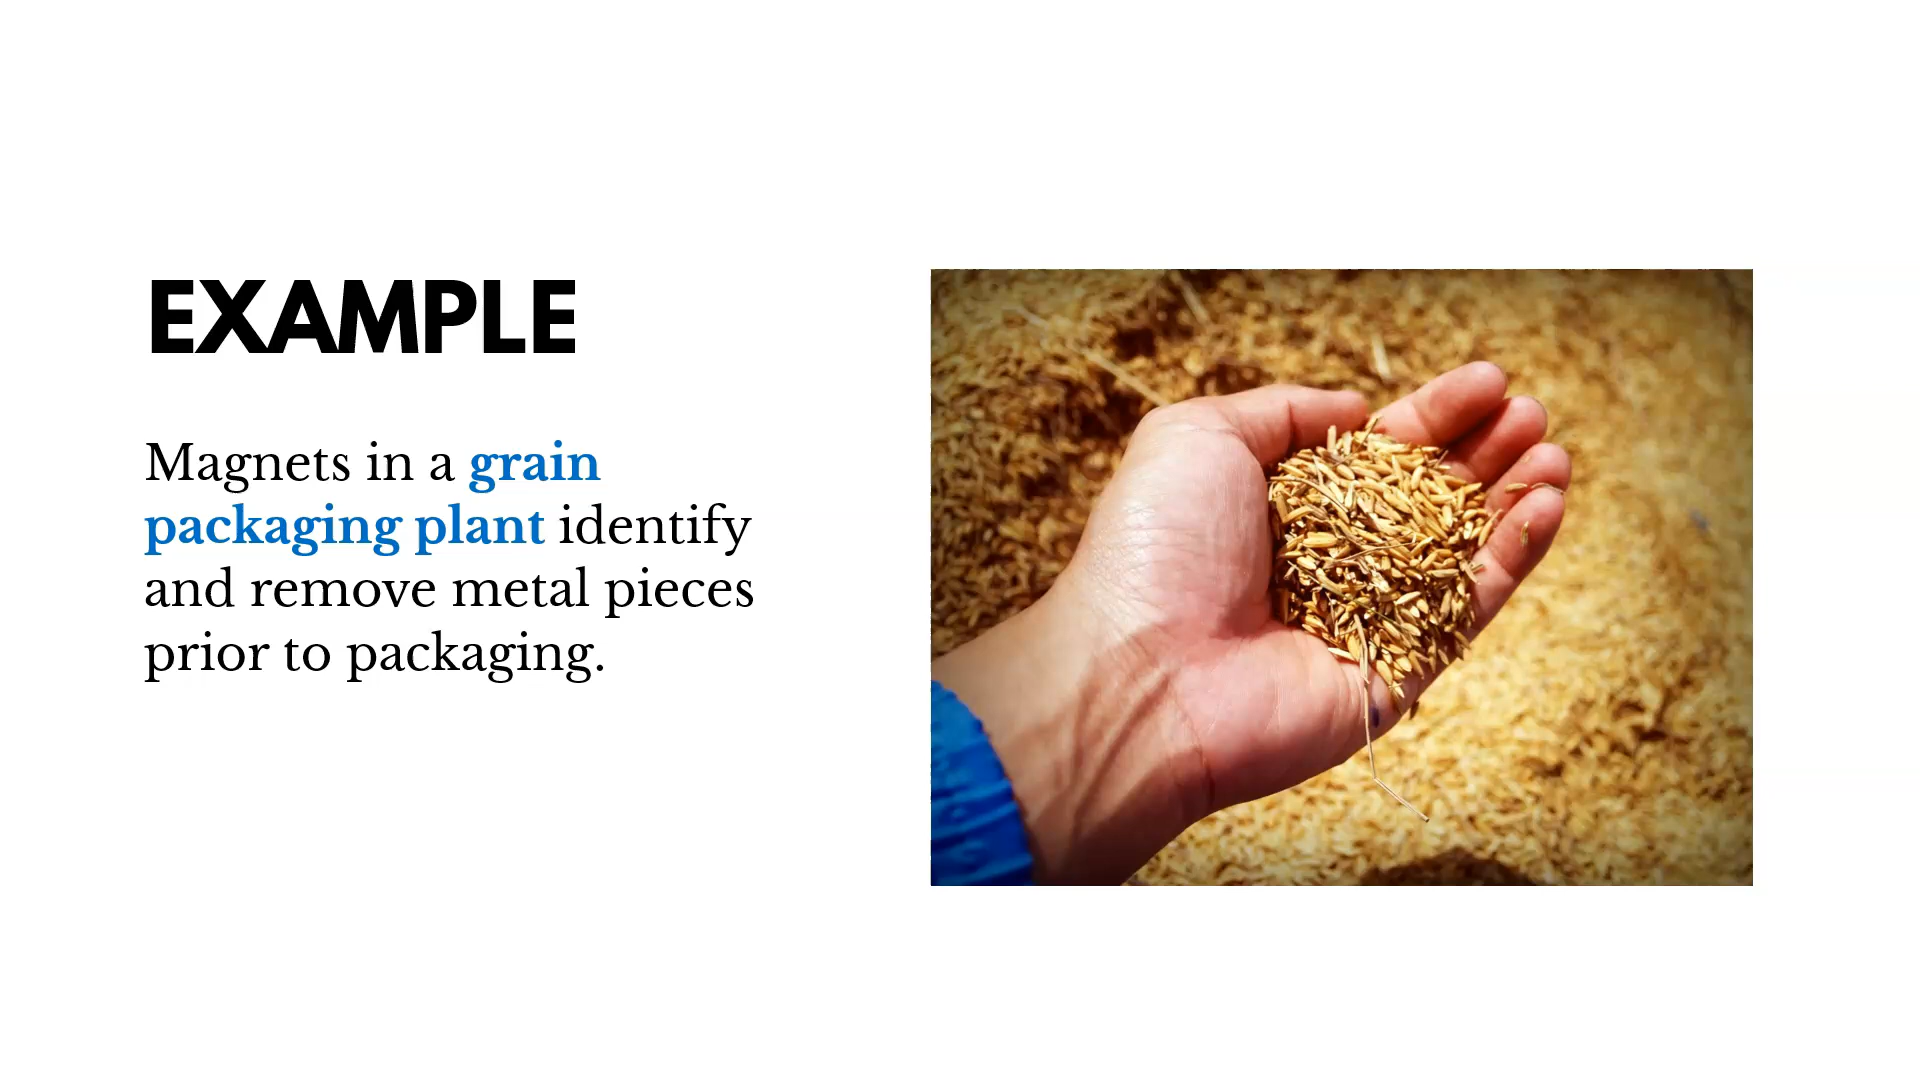 EXAMPLE
Magnets in a grain
packaging plant identify
and remove metal pieces
prior to packaging.